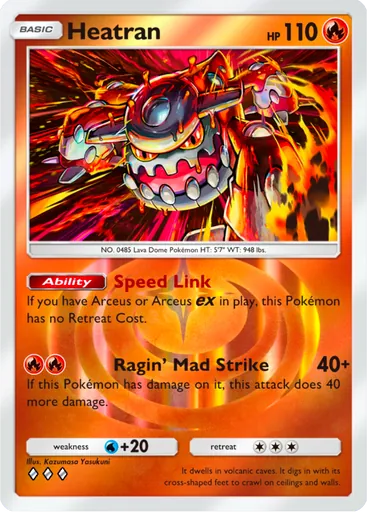 BASIC Heatran HP 110
NO. 0485 Lava Dome Pokémon HT: 5'7" WT: 948 lbs.
Ability Speed Link
If you have Arceus or Arceus ex in play, this Pokémon
has no Retreat Cost.
Ragin' Mad Strike 40+
If this Pokémon has damage on it, this attack does 40
more damage.
weakness +20 retreat
Illus. Kazumasa Yasukuni
It dwells in volcanic caves. It digs in with its
cross-shaped feet to crawl on ceilings and walls.